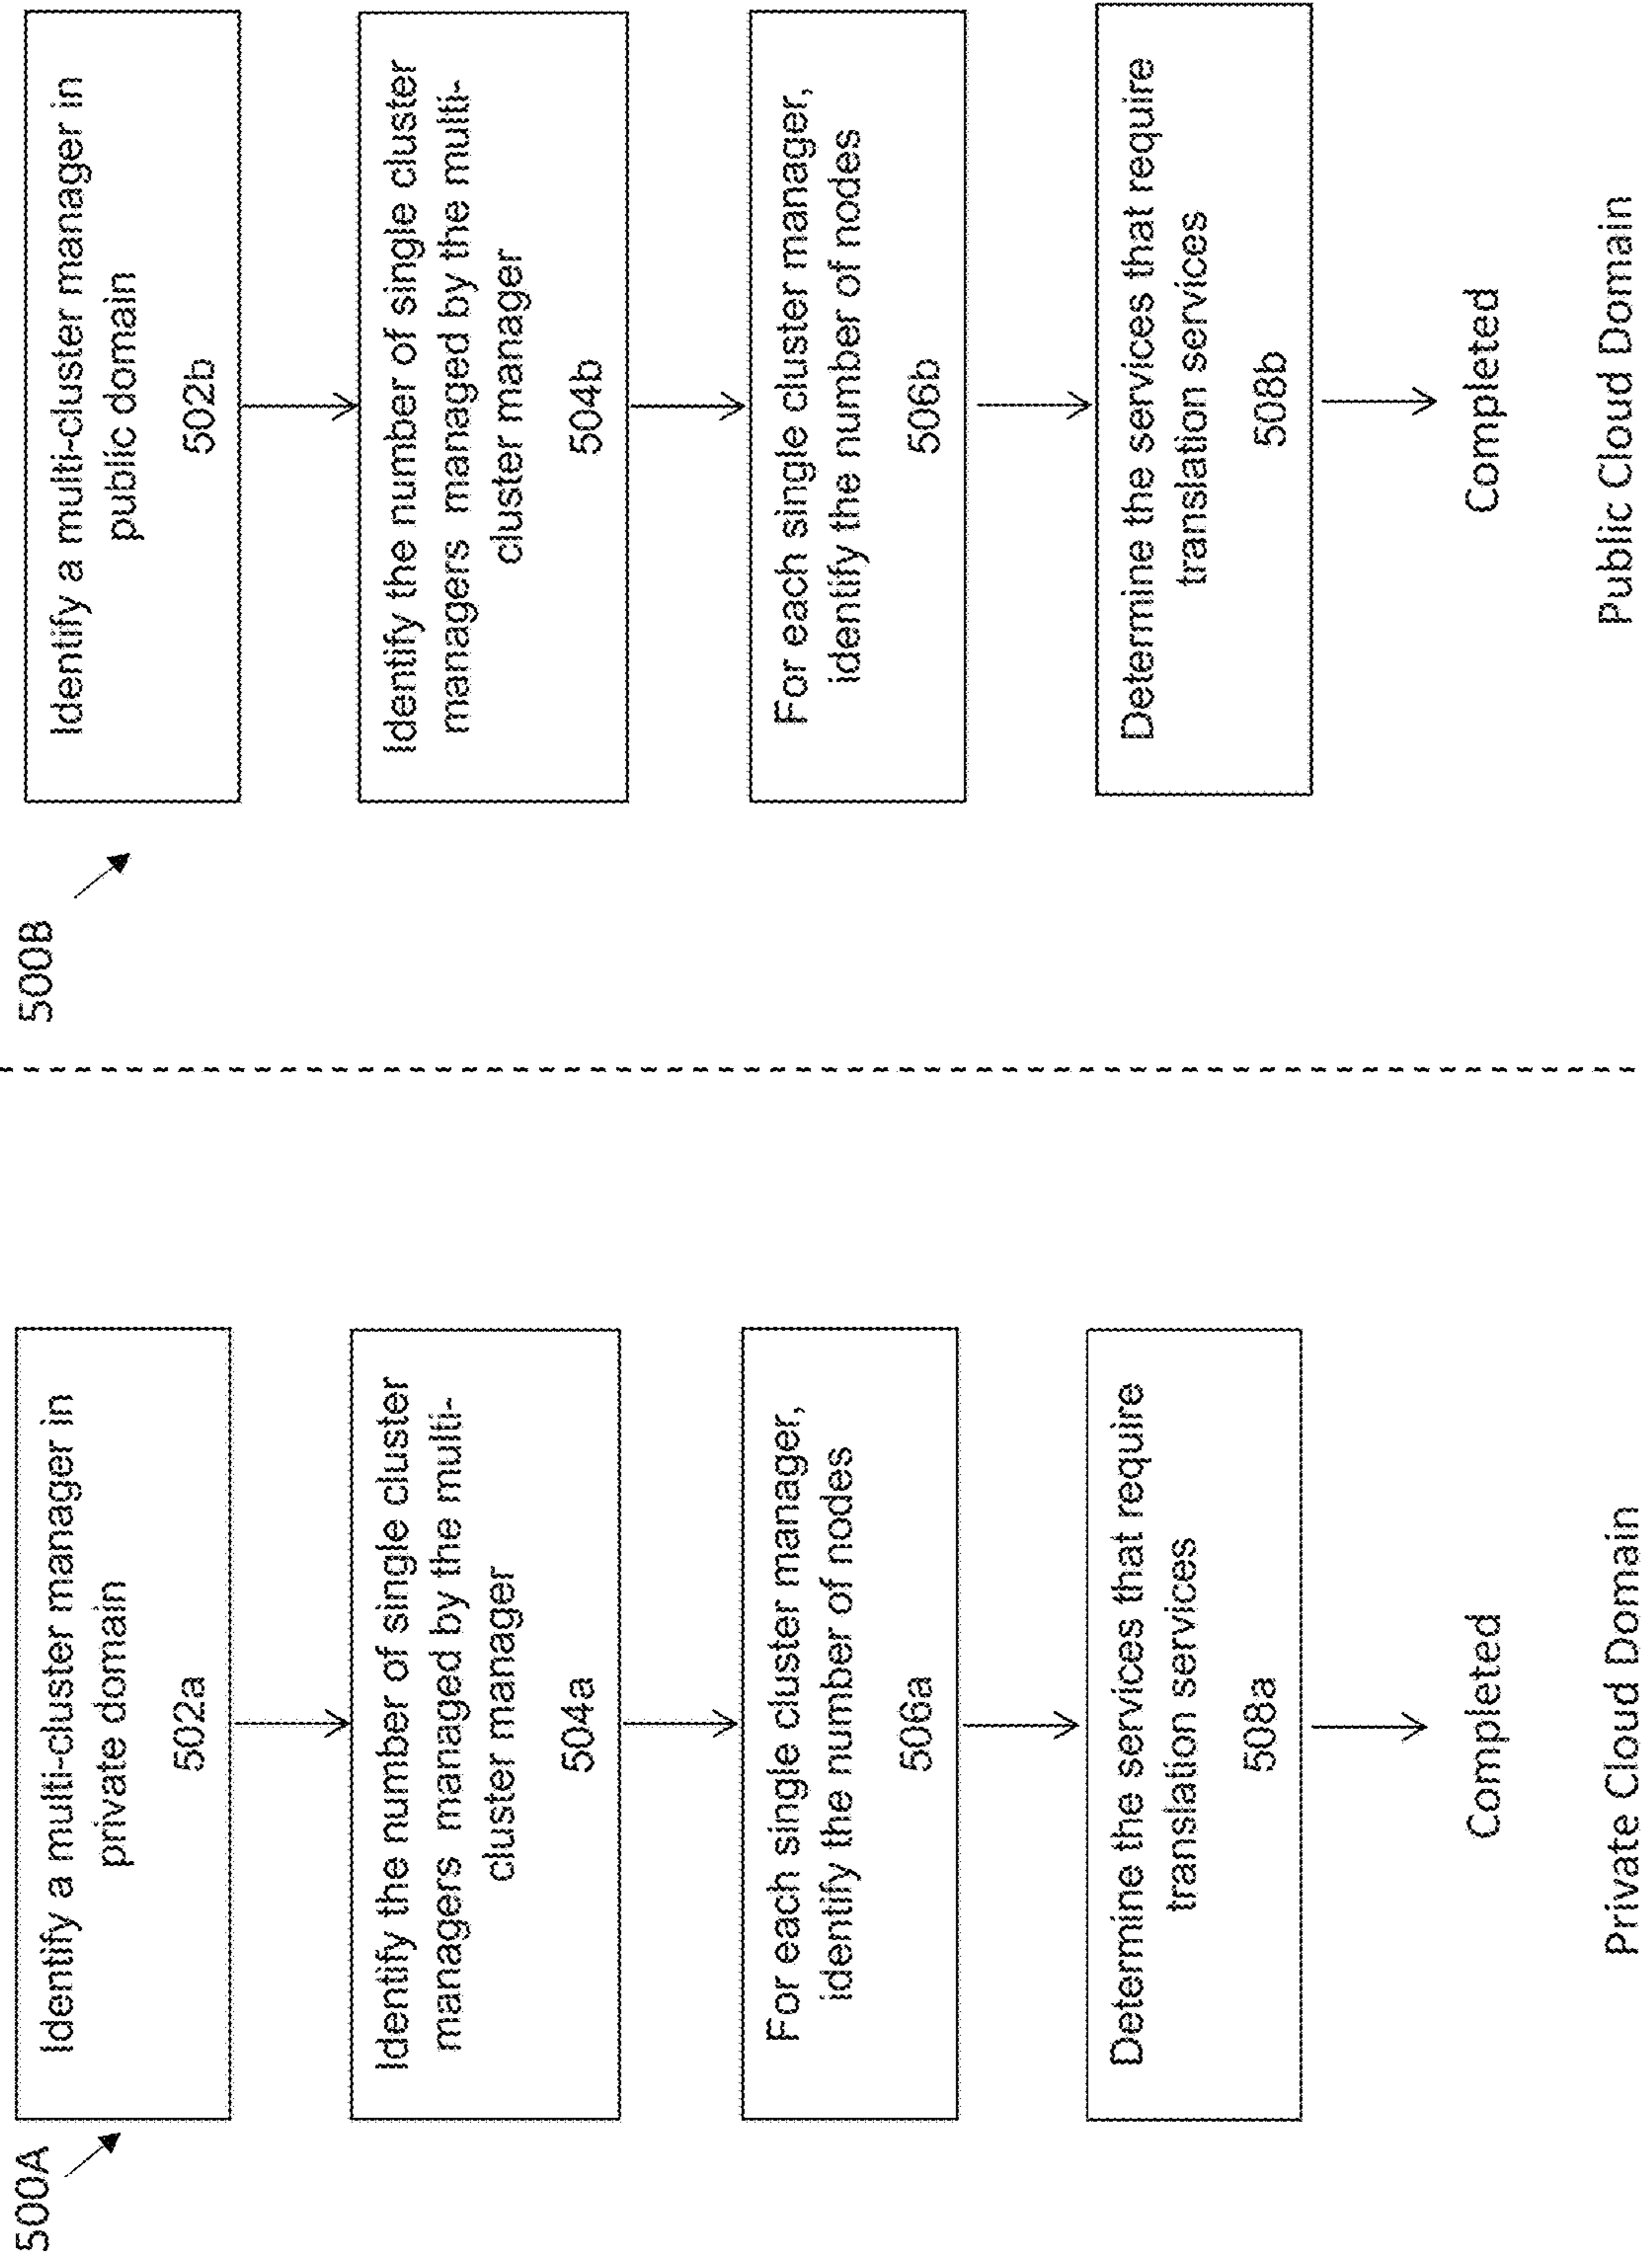 500A
Identify a multi-cluster manager in
private domain
502a
Identify the number of single cluster
managers managed by the multi-
cluster manager
504a
For each single cluster manager,
identify the number of nodes
506a
Determine the services that require
translation services
508a
Completed
Private Cloud Domain
500B
Identify a multi-cluster manager in
public domain
502b
Identify the number of single cluster
managers managed by the multi-
cluster manager
504b
For each single cluster manager,
identify the number of nodes
506b
Determine the services that require
translation services
508b
Completed
Public Cloud Domain